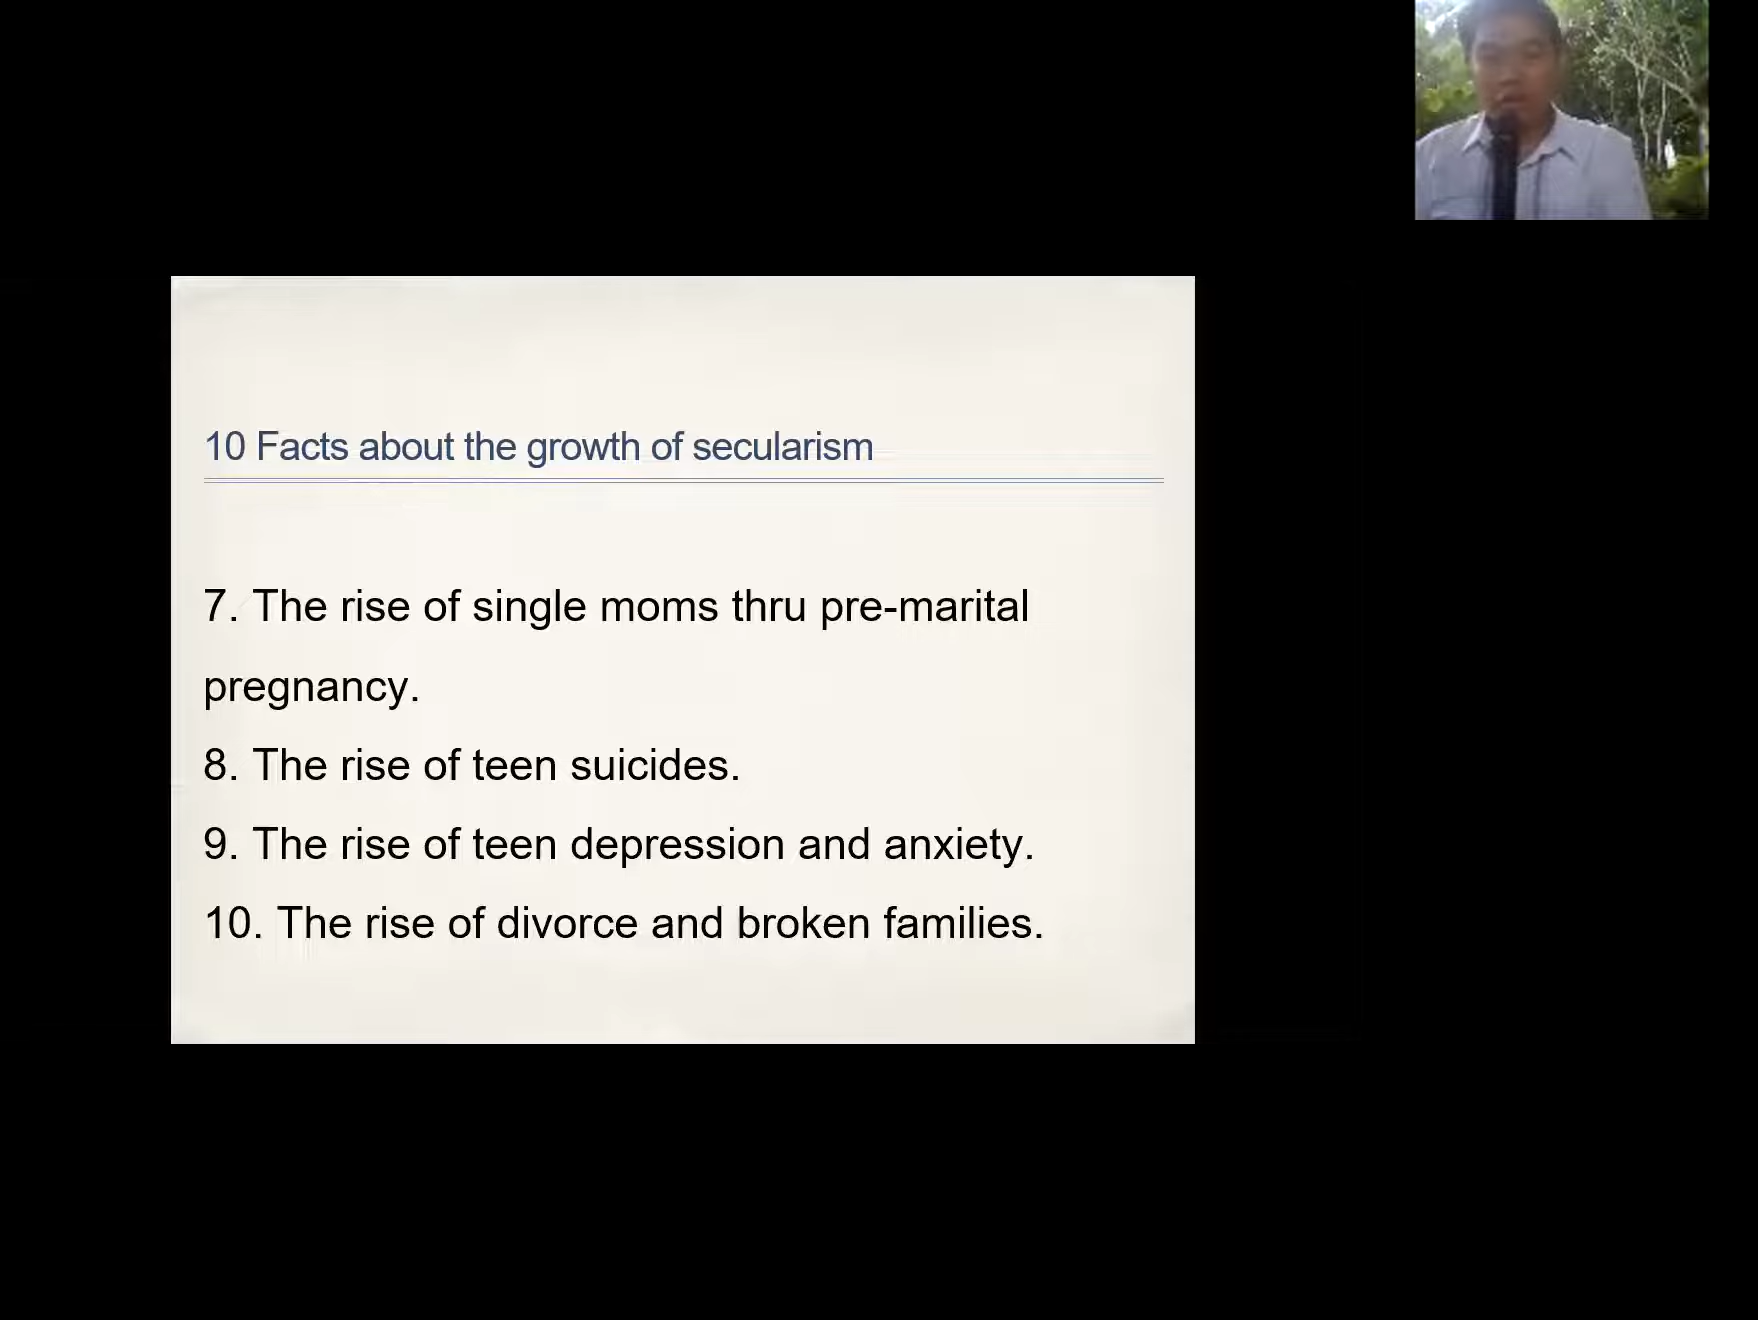 10 Facts about the growth of secularism
7. The rise of single moms thru pre-marital
pregnancy.
8. The rise of teen suicides.
9. The rise of teen depression and anxiety.
10. The rise of divorce and broken families.